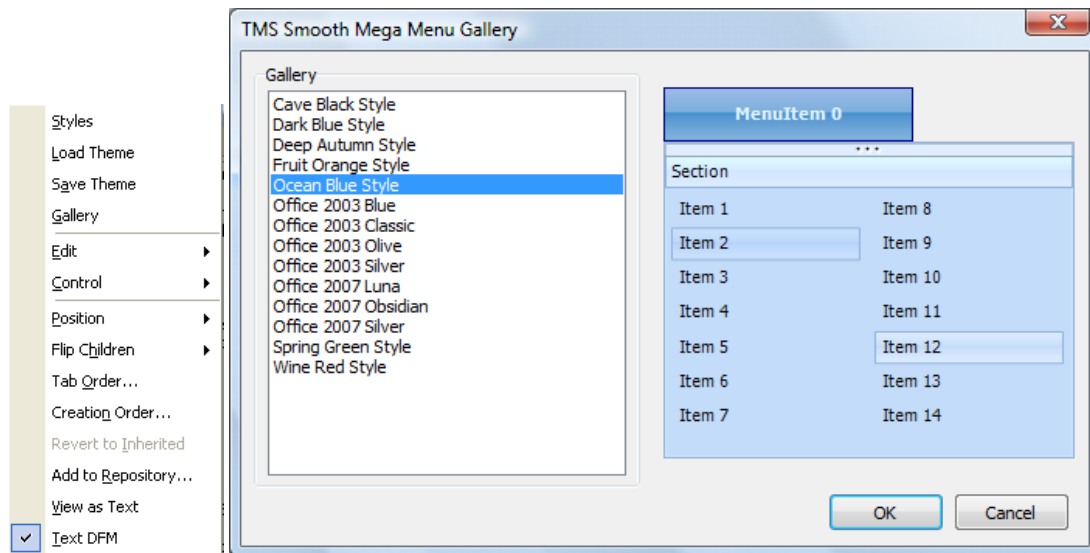 Styles
Load Theme
Save Theme
Gallery
Edit
Control
Position
Flip Children
Tab Order...
Creation Order...
Revert to Inherited
Add to Repository...
View as Text
Text DFM
TMS Smooth Mega Menu Gallery
Gallery
Cave Black Style
Dark Blue Style
Deep Autumn Style
Fruit Orange Style
Ocean Blue Style
Office 2003 Blue
Office 2003 Classic
Office 2003 Olive
Office 2003 Silver
Office 2007 Luna
Office 2007 Obsidian
Office 2007 Silver
Spring Green Style
Wine Red Style
MenuItem 0
Section
Item 1
Item 2
Item 3
Item 4
Item 5
Item 6
Item 7
Item 8
Item 9
Item 10
Item 11
Item 12
Item 13
Item 14
OK
Cancel